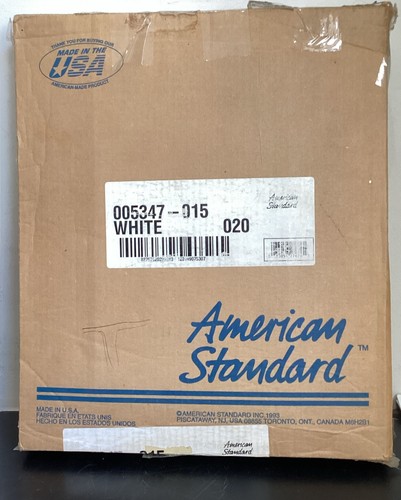 THANK YOU FOR BUYING OUR
MADE IN THE
USA
AMERICAN MADE PRODUCT
American
Standard
005347-015
WHITE 020
American
Standard™
MADE IN U.S.A.
FABRIQUE EN ETATS UNIS
HECHO EN LOS ESTADOS UNIDOS
©AMERICAN STANDARD INC. 1993
PISCATAWAY, NJ, USA 08855 TORONTO, ONT., CANADA M6H2B1
American
Standard